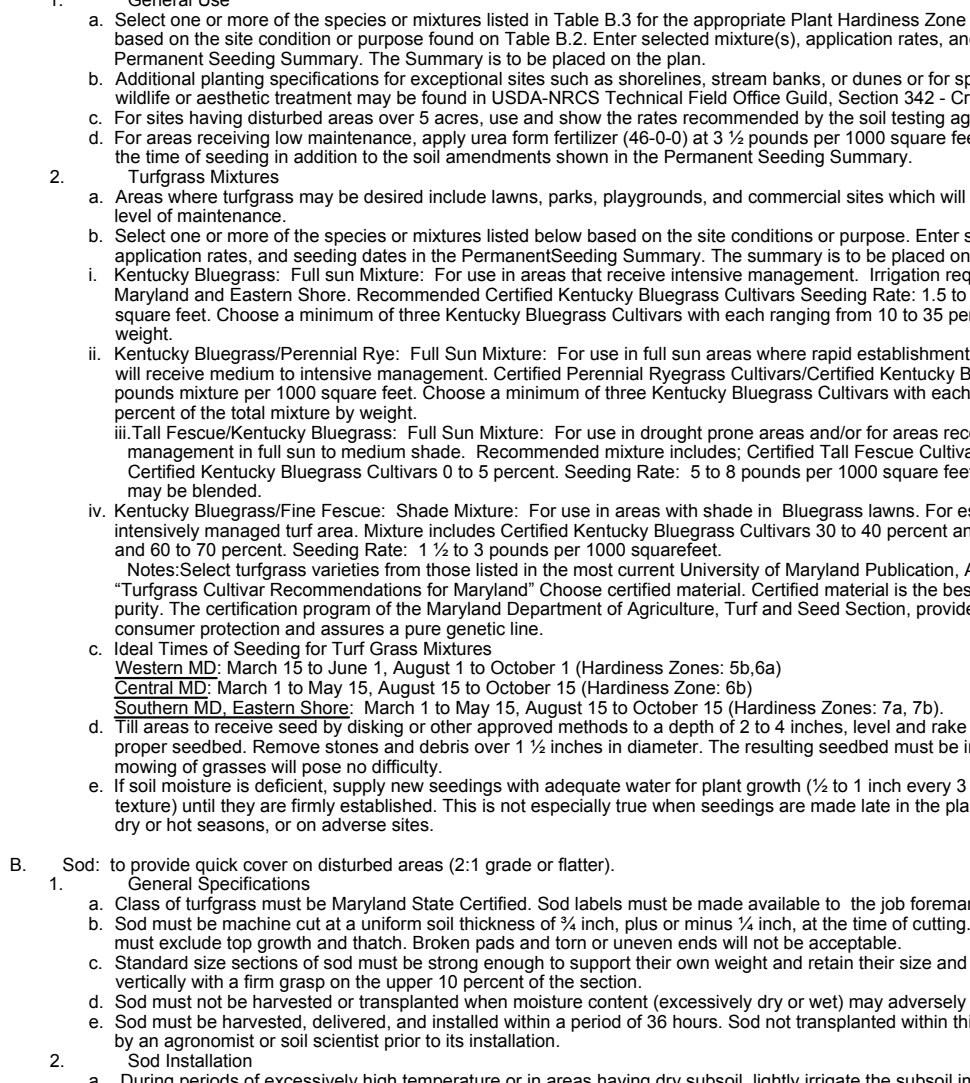 1. General Use
a. Select one or more of the species or mixtures listed in Table B.3 for the appropriate Plant Hardiness Zone
based on the site condition or purpose found on Table B.2. Enter selected mixture(s), application rates, an
Permanent Seeding Summary. The Summary is to be placed on the plan.
b. Additional planting specifications for exceptional sites such as shorelines, stream banks, or dunes or for sp
wildlife or aesthetic treatment may be found in USDA-NRCS Technical Field Office Guild, Section 342 - Cr
c. For sites having disturbed areas over 5 acres, use and show the rates recommended by the soil testing ag
d. For areas receiving low maintenance, apply urea form fertilizer (46-0-0) at 3 ½ pounds per 1000 square fe
the time of seeding in addition to the soil amendments shown in the Permanent Seeding Summary.
2. Turfgrass Mixtures
a. Areas where turfgrass may be desired include lawns, parks, playgrounds, and commercial sites which will
level of maintenance.
b. Select one or more of the species or mixtures listed below based on the site conditions or purpose. Enter s
application rates, and seeding dates in the PermanentSeeding Summary. The summary is to be placed on
i. Kentucky Bluegrass: Full sun Mixture: For use in areas that receive intensive management. Irrigation req
Maryland and Eastern Shore. Recommended Certified Kentucky Bluegrass Cultivars Seeding Rate: 1.5 to
square feet. Choose a minimum of three Kentucky Bluegrass Cultivars with each ranging from 10 to 35 per
weight.
ii. Kentucky Bluegrass/Perennial Rye: Full Sun Mixture: For use in full sun areas where rapid establishment
will receive medium to intensive management. Certified Perennial Ryegrass Cultivars/Certified Kentucky B
pounds mixture per 1000 square feet. Choose a minimum of three Kentucky Bluegrass Cultivars with each
percent of the total mixture by weight.
iii.Tall Fescue/Kentucky Bluegrass: Full Sun Mixture: For use in drought prone areas and/or for areas rec
management in full sun to medium shade. Recommended mixture includes; Certified Tall Fescue Cultiva
Certified Kentucky Bluegrass Cultivars 0 to 5 percent. Seeding Rate: 5 to 8 pounds per 1000 square feet
may be blended.
iv. Kentucky Bluegrass/Fine Fescue: Shade Mixture: For use in areas with shade in Bluegrass lawns. For es
intensively managed turf area. Mixture includes Certified Kentucky Bluegrass Cultivars 30 to 40 percent an
and 60 to 70 percent. Seeding Rate: 1 ½ to 3 pounds per 1000 squarefeet.
Notes:Select turfgrass varieties from those listed in the most current University of Maryland Publication, A
“Turfgrass Cultivar Recommendations for Maryland” Choose certified material. Certified material is the bes
purity. The certification program of the Maryland Department of Agriculture, Turf and Seed Section, provide
consumer protection and assures a pure genetic line.
c. Ideal Times of Seeding for Turf Grass Mixtures
Western MD: March 15 to June 1, August 1 to October 1 (Hardiness Zones: 5b,6a)
Central MD: March 1 to May 15, August 15 to October 15 (Hardiness Zone: 6b)
Southern MD, Eastern Shore: March 1 to May 15, August 15 to October 15 (Hardiness Zones: 7a, 7b).
d. Till areas to receive seed by disking or other approved methods to a depth of 2 to 4 inches, level and rake
proper seedbed. Remove stones and debris over 1 ½ inches in diameter. The resulting seedbed must be i
mowing of grasses will pose no difficulty.
e. If soil moisture is deficient, supply new seedings with adequate water for plant growth (½ to 1 inch every 3
texture) until they are firmly established. This is not especially true when seedings are made late in the pla
dry or hot seasons, or on adverse sites.
B. Sod: to provide quick cover on disturbed areas (2:1 grade or flatter).
1. General Specifications
a. Class of turfgrass must be Maryland State Certified. Sod labels must be made available to the job foreman
b. Sod must be machine cut at a uniform soil thickness of ¾ inch, plus or minus ¼ inch, at the time of cutting.
must exclude top growth and thatch. Broken pads and torn or uneven ends will not be acceptable.
c. Standard size sections of sod must be strong enough to support their own weight and retain their size and
vertically with a firm grasp on the upper 10 percent of the section.
d. Sod must not be harvested or transplanted when moisture content (excessively dry or wet) may adversely
e. Sod must be harvested, delivered, and installed within a period of 36 hours. Sod not transplanted within thi
by an agronomist or soil scientist prior to its installation.
2. Sod Installation
a. During periods of excessively high temperature or in areas having dry subsoil, lightly irrigate the subsoil